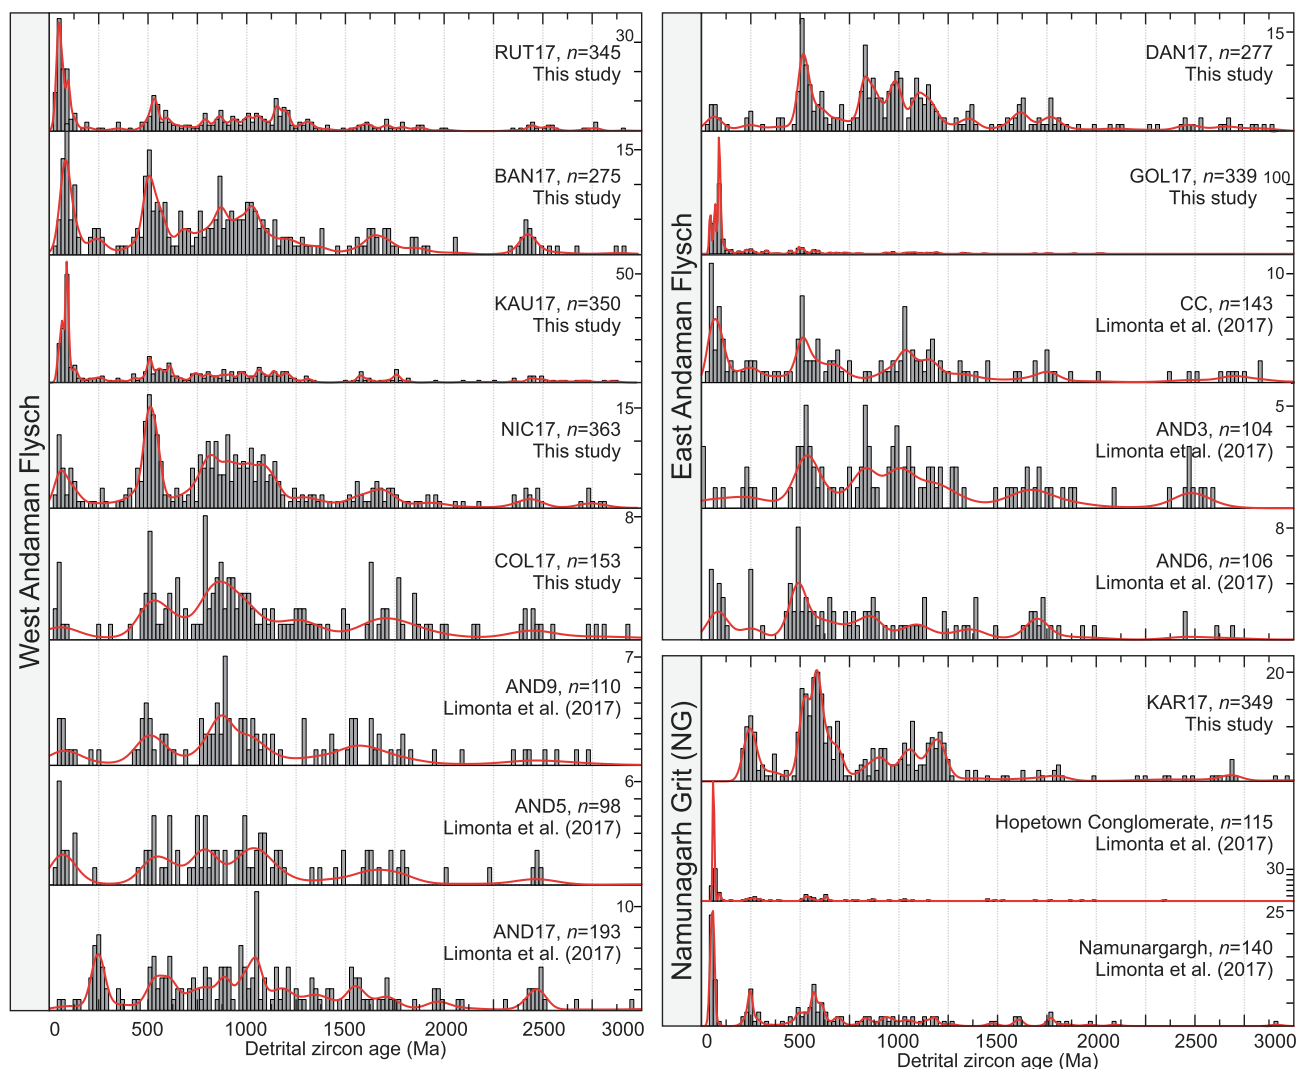 West Andaman Flysch
30
RUT17, n=345
This study
15
BAN17, n=275
This study
50
KAU17, n=350
This study
15
NIC17, n=363
This study
8
COL17, n=153
This study
7
AND9, n=110
Limonta et al. (2017)
6
AND5, n=98
Limonta et al. (2017)
10
AND17, n=193
Limonta et al. (2017)
0 500 1000 1500 2000 2500 3000
Detrital zircon age (Ma)
East Andaman Flysch
15
DAN17, n=277
This study
GOL17, n=339 100
This study
10
CC, n=143
Limonta et al. (2017)
5
AND3, n=104
Limonta et al. (2017)
8
AND6, n=106
Limonta et al. (2017)
Namunagarh Grit (NG)
20
KAR17, n=349
This study
Hopetown Conglomerate, n=115
Limonta et al. (2017)
30
25
Namunargargh, n=140
Limonta et al. (2017)
0 500 1000 1500 2000 2500 3000
Detrital zircon age (Ma)